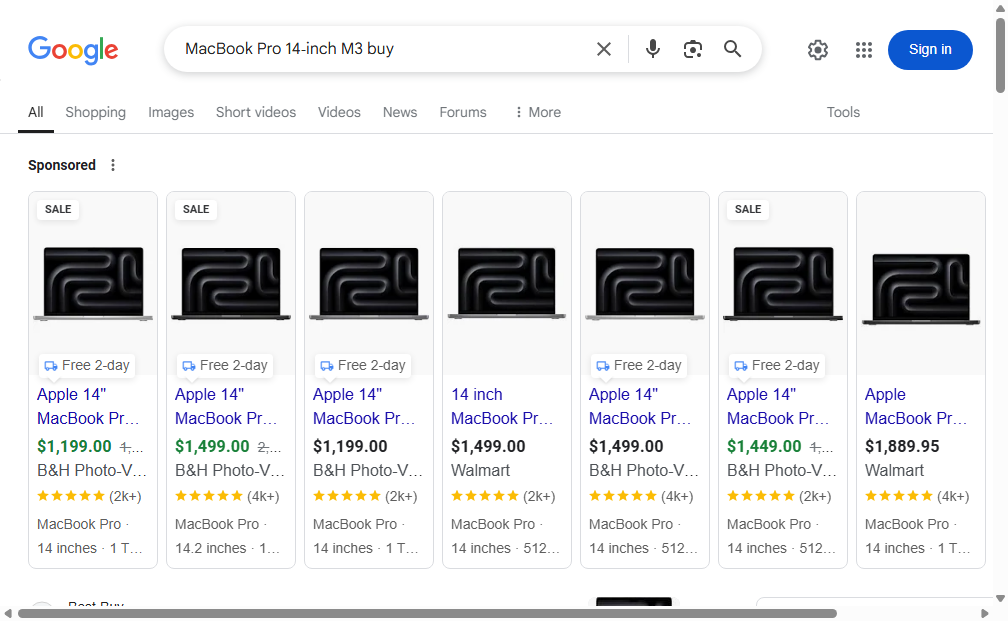 Google
MacBook Pro 14-inch M3 buy
Sign in
All Shopping Images Short videos Videos News Forums More Tools
Sponsored
SALE
Free 2-day
Apple 14"
MacBook Pr...
$1,199.00 1,...
B&H Photo-V...
(2k+)
MacBook Pro ·
14 inches · 1 T...
SALE
Free 2-day
Apple 14"
MacBook Pr...
$1,499.00 2,...
B&H Photo-V...
(4k+)
MacBook Pro ·
14.2 inches · 1...
Free 2-day
Apple 14"
MacBook Pr...
$1,199.00
B&H Photo-V...
(2k+)
MacBook Pro ·
14 inches · 1 T...
14 inch
MacBook Pr...
$1,499.00
Walmart
(2k+)
MacBook Pro ·
14 inches · 512...
Free 2-day
Apple 14"
MacBook Pr...
$1,499.00
B&H Photo-V...
(4k+)
MacBook Pro ·
14 inches · 512...
SALE
Free 2-day
Apple 14"
MacBook Pr...
$1,449.00 1,...
B&H Photo-V...
(2k+)
MacBook Pro ·
14 inches · 512...
Apple
MacBook Pr...
$1,889.95
Walmart
(4k+)
MacBook Pro ·
14 inches · 1 T...
Best Buy